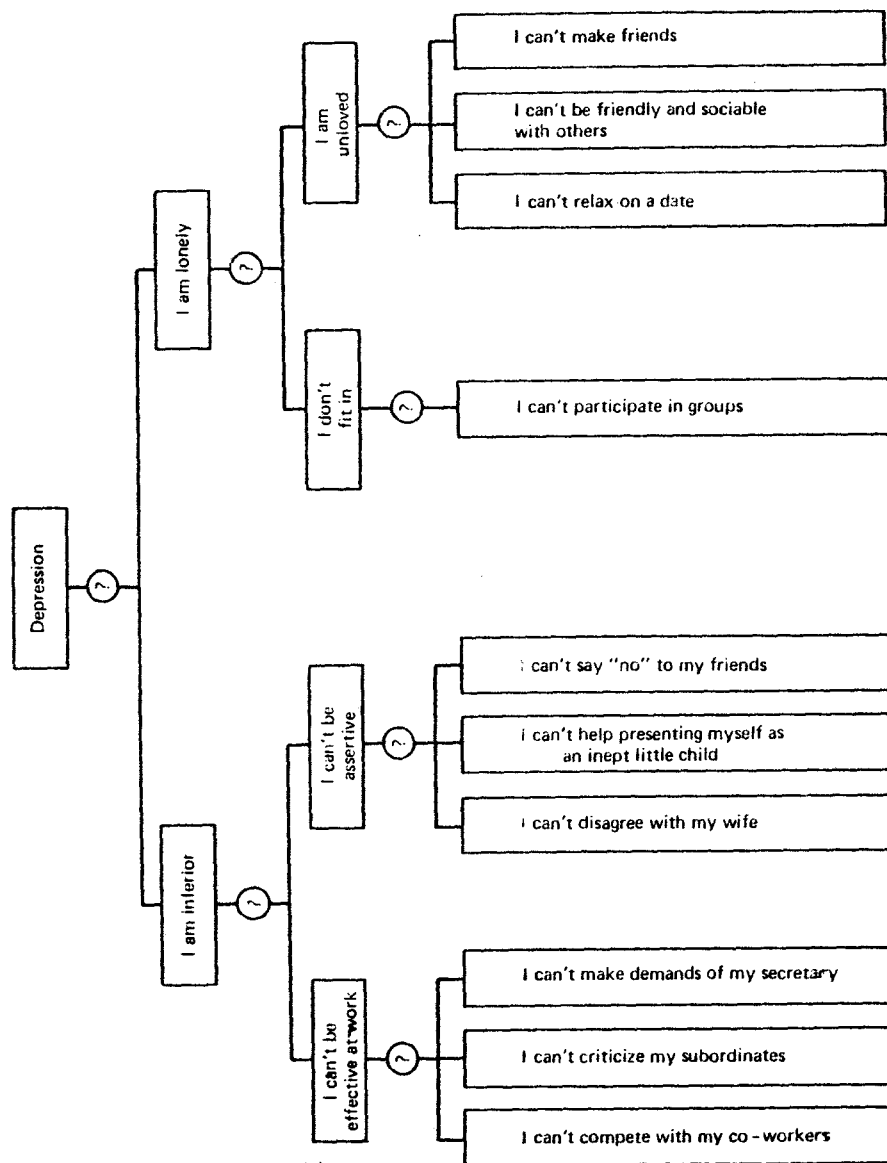 Depression
?
I am lonely
?
I am unloved
?
I can't make friends
I can't be friendly and sociable
with others
I can't relax on a date
I don't
fit in
?
I can't participate in groups
I am inferior
?
I can't be
assertive
?
I can't say "no" to my friends
I can't help presenting myself as
an inept little child
I can't disagree with my wife
I can't be
effective at work
?
I can't make demands of my secretary
I can't criticize my subordinates
I can't compete with my co-workers